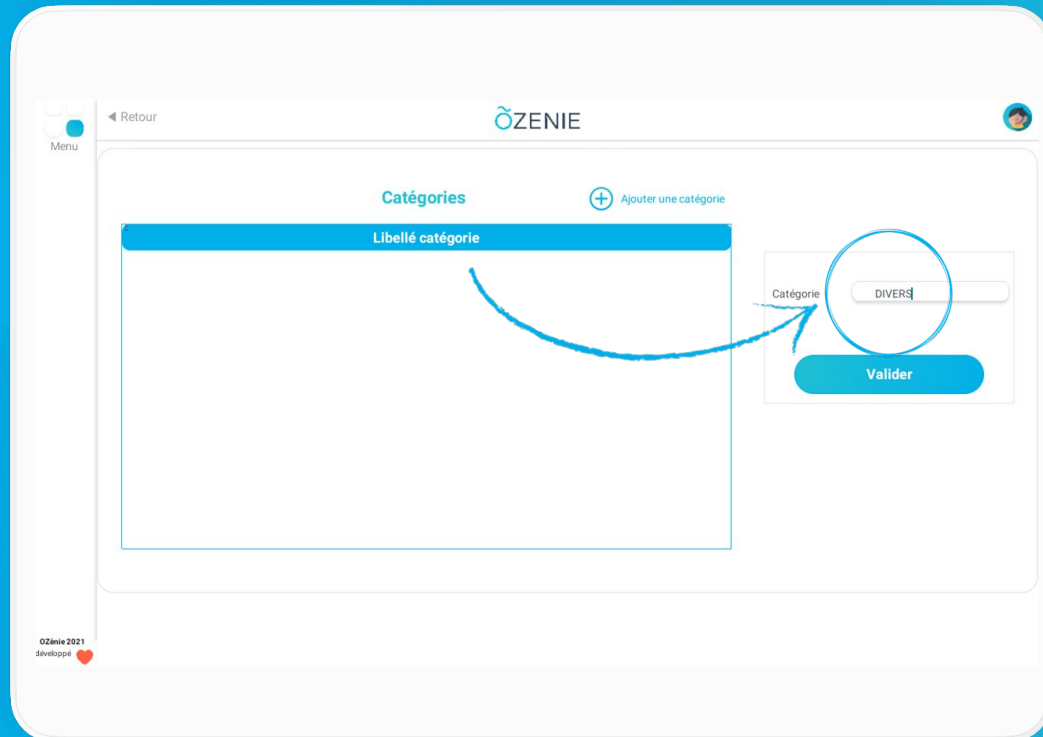 Menu
◀ Retour
ÕZENIE
Catégories
Ajouter une catégorie
Libellé catégorie
Catégorie
DIVERS
Valider
OZénie 2021
développé